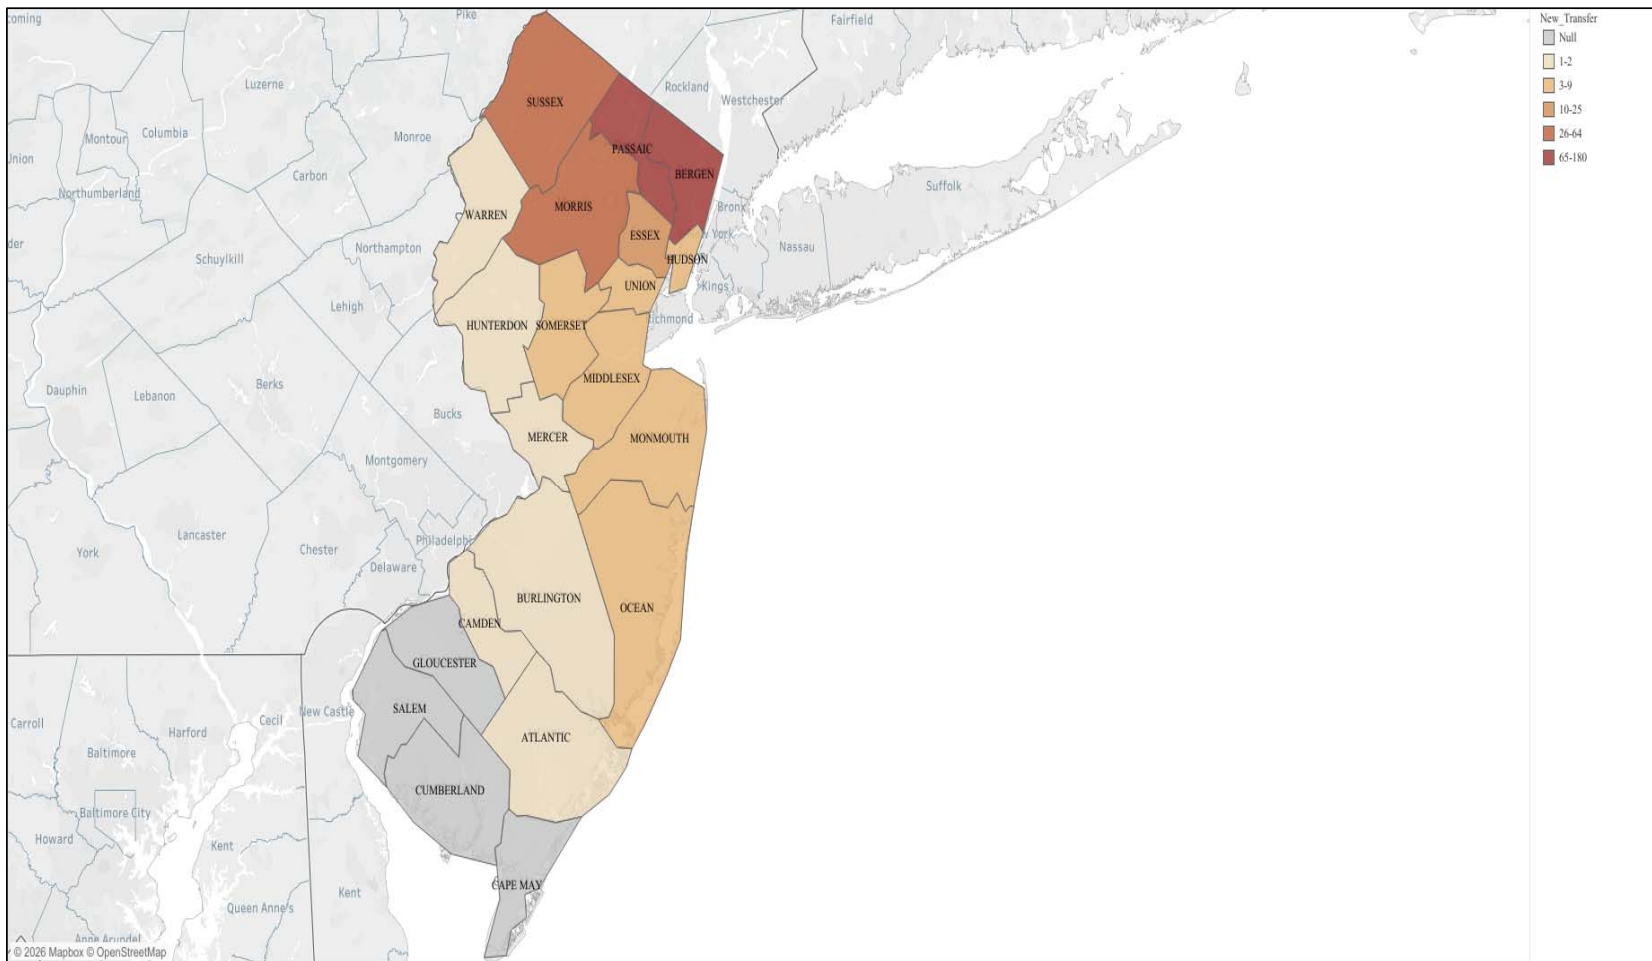 coming
Pike
Fairfield
New_Transfer
Null
1-2
3-9
10-25
26-64
65-180
Luzerne
Rockland
Westchester
SUSSEX
Montour
Columbia
Monroe
Union
PASSAIC
Carbon
BERGEN
Suffolk
Northumberland
Bronx
WARREN
MORRIS
ESSEX
w York
der
Northampton
Nassau
Schuylkill
HUDSON
UNION
Kings
Lehigh
ichmond
HUNTERDON
SOMERSET
MIDDLESEX
Dauphin
Lebanon
Berks
Bucks
MERCER
MONMOUTH
Montgomery
Lancaster
York
Chester
Philadelphi
Delaware
BURLINGTON
OCEAN
CAMDEN
GLOUCESTER
SALEM
New Castle
Cecil
Carroll
Harford
ATLANTIC
Baltimore
CUMBERLAND
Baltimore City
Howard
Kent
Kent
CAPE MAY
Queen Anne's
Anne Arundel
© 2026 Mapbox © OpenStreetMap